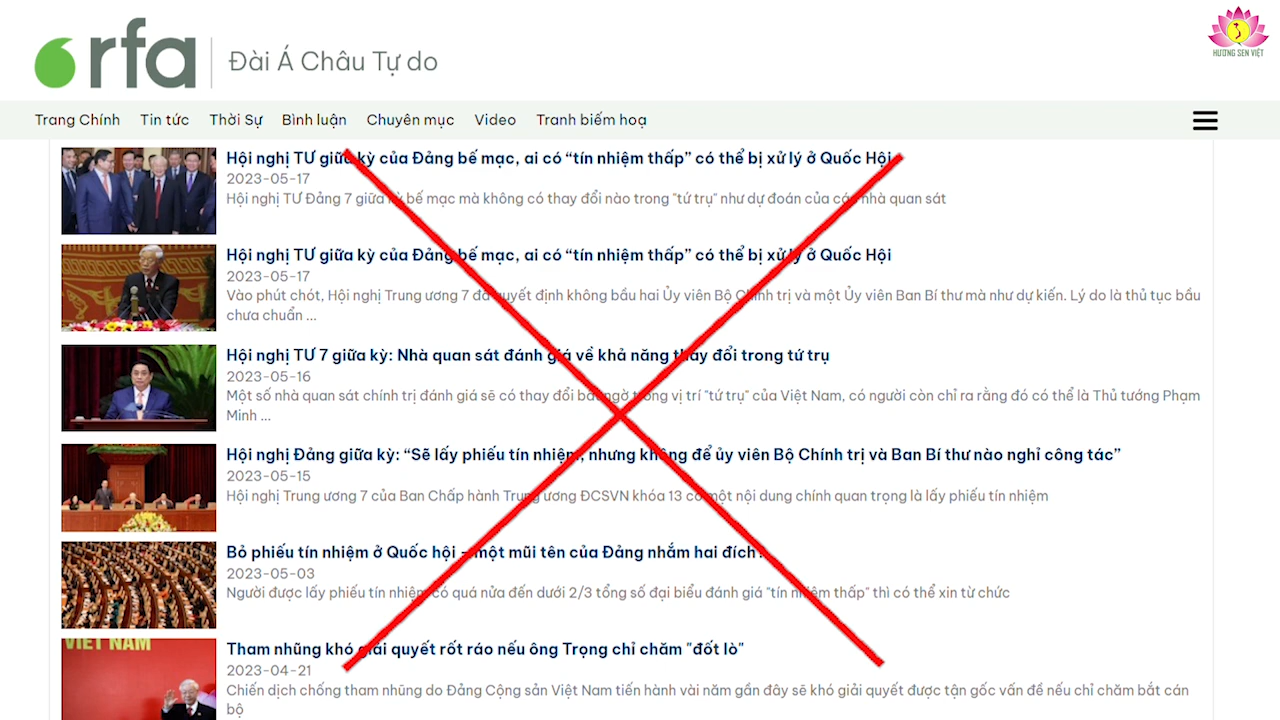 rfa Đài Á Châu Tự do
HƯƠNG SEN VIỆT
Trang Chính Tin tức Thời Sự Bình luận Chuyên mục Video Tranh biếm hoạ
Hội nghị TƯ giữa kỳ của Đảng bế mạc, ai có “tín nhiệm thấp” có thể bị xử lý ở Quốc Hội
2023-05-17
Hội nghị TƯ Đảng 7 giữa kỳ bế mạc mà không có thay đổi nào trong "tứ trụ" như dự đoán của các nhà quan sát
Hội nghị TƯ giữa kỳ của Đảng bế mạc, ai có “tín nhiệm thấp” có thể bị xử lý ở Quốc Hội
2023-05-17
Vào phút chót, Hội nghị Trung ương 7 đã quyết định không bầu hai Ủy viên Bộ Chính trị và một Ủy viên Ban Bí thư mà như dự kiến. Lý do là thủ tục bầu
chưa chuẩn ...
Hội nghị TƯ 7 giữa kỳ: Nhà quan sát đánh giá về khả năng thay đổi trong tứ trụ
2023-05-16
Một số nhà quan sát chính trị đánh giá sẽ có thay đổi bất ngờ trong vị trí "tứ trụ" của Việt Nam, có người còn chỉ ra rằng đó có thể là Thủ tướng Phạm
Minh ...
Hội nghị Đảng giữa kỳ: “Sẽ lấy phiếu tín nhiệm, nhưng không để ủy viên Bộ Chính trị và Ban Bí thư nào nghỉ công tác”
2023-05-15
Hội nghị Trung ương 7 của Ban Chấp hành Trung ương ĐCSVN khóa 13 có một nội dung chính quan trọng là lấy phiếu tín nhiệm
Bỏ phiếu tín nhiệm ở Quốc hội - một mũi tên của Đảng nhắm hai đích?
2023-05-03
Người được lấy phiếu tín nhiệm có quá nửa đến dưới 2/3 tổng số đại biểu đánh giá "tín nhiệm thấp" thì có thể xin từ chức
VIỆT NAM
Tham nhũng khó giải quyết rốt ráo nếu ông Trọng chỉ chăm "đốt lò"
2023-04-21
Chiến dịch chống tham nhũng do Đảng Cộng sản Việt Nam tiến hành vài năm gần đây sẽ khó giải quyết được tận gốc vấn đề nếu chỉ chăm bắt cán
bộ